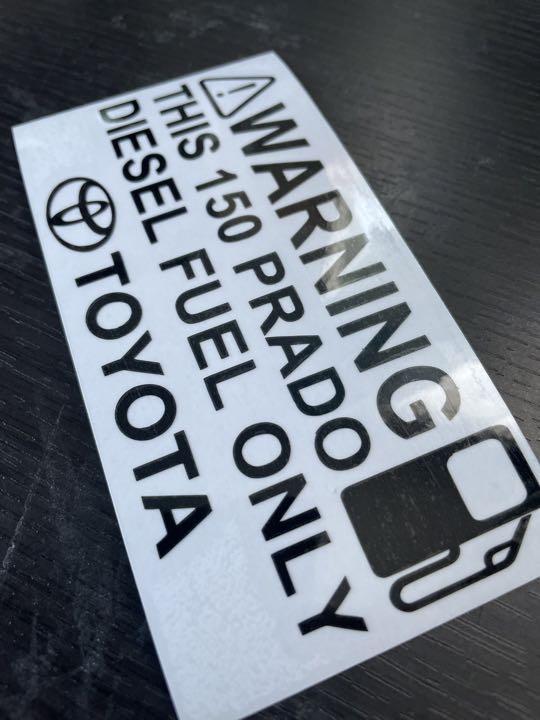 WARNING
THIS 150 PRADO
DIESEL FUEL ONLY
TOYOTA